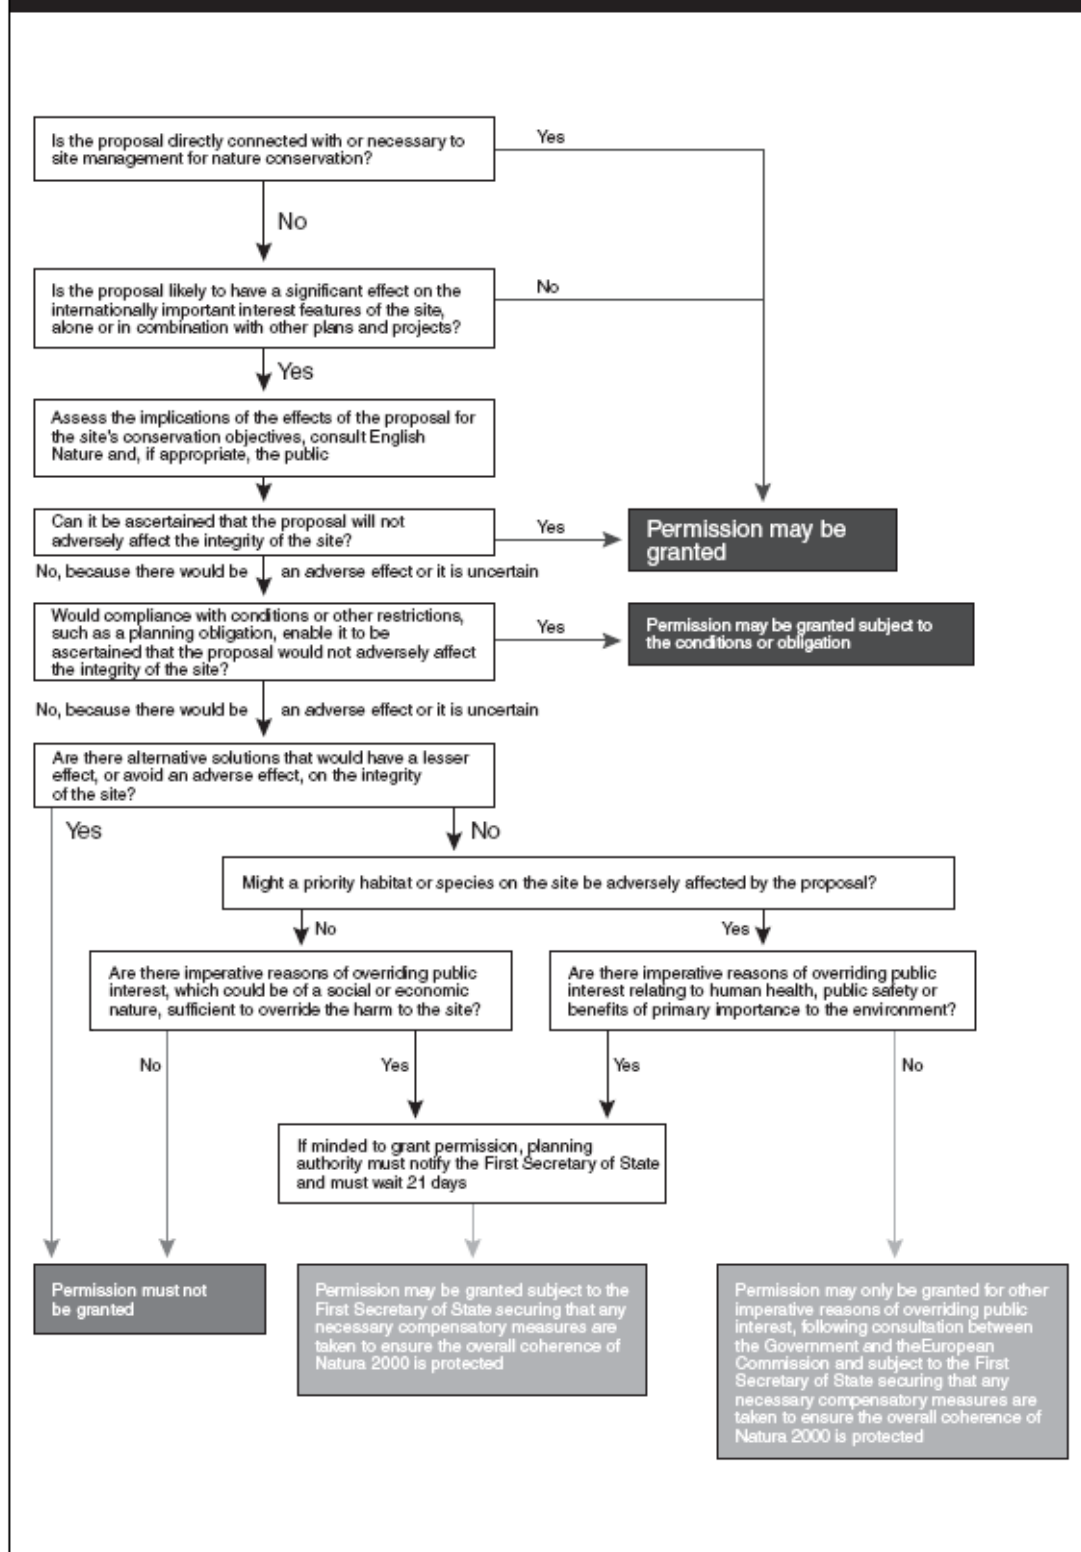 Is the proposal directly connected with or necessary to
site management for nature conservation?
Yes
No
Is the proposal likely to have a significant effect on the
internationally important interest features of the site,
alone or in combination with other plans and projects?
No
Yes
Assess the implications of the effects of the proposal for
the site's conservation objectives, consult English
Nature and, if appropriate, the public
Can it be ascertained that the proposal will not
adversely affect the integrity of the site?
Yes
Permission may be
granted
No, because there would be an adverse effect or it is uncertain
Would compliance with conditions or other restrictions,
such as a planning obligation, enable it to be
ascertained that the proposal would not adversely affect
the integrity of the site?
Yes
Permission may be granted subject to
the conditions or obligation
No, because there would be an adverse effect or it is uncertain
Are there alternative solutions that would have a lesser
effect, or avoid an adverse effect, on the integrity
of the site?
Yes
No
Might a priority habitat or species on the site be adversely affected by the proposal?
No
Yes
Are there imperative reasons of overriding public
interest, which could be of a social or economic
nature, sufficient to override the harm to the site?
Are there imperative reasons of overriding public
interest relating to human health, public safety or
benefits of primary importance to the environment?
No
Yes
Yes
No
If minded to grant permission, planning
authority must notify the First Secretary of State
and must wait 21 days
Permission must not
be granted
Permission may be granted subject to the
First Secretary of State securing that any
necessary compensatory measures are
taken to ensure the overall coherence of
Natura 2000 is protected
Permission may only be granted for other
imperative reasons of overriding public
interest, following consultation between
the Government and theEuropean
Commission and subject to the First
Secretary of State securing that any
necessary compensatory measures are
taken to ensure the overall coherence of
Natura 2000 is protected